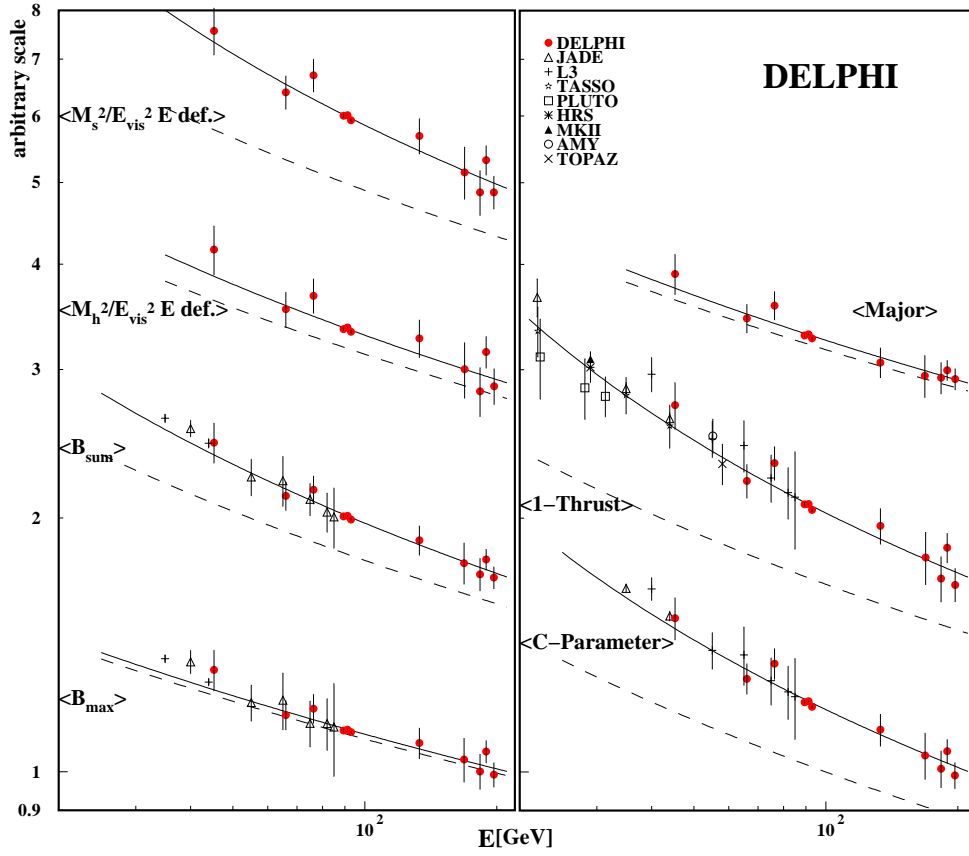 arbitrary scale
8
7
6
5
4
3
2
1
0.9
<M_s^2/E_vis^2 E def.>
<M_h^2/E_vis^2 E def.>
<B_sum>
<B_max>
10^2
E[GeV]
DELPHI
JADE
L3
TASSO
PLUTO
HRS
MKII
AMY
TOPAZ
DELPHI
<Major>
<1–Thrust>
<C–Parameter>
10^2